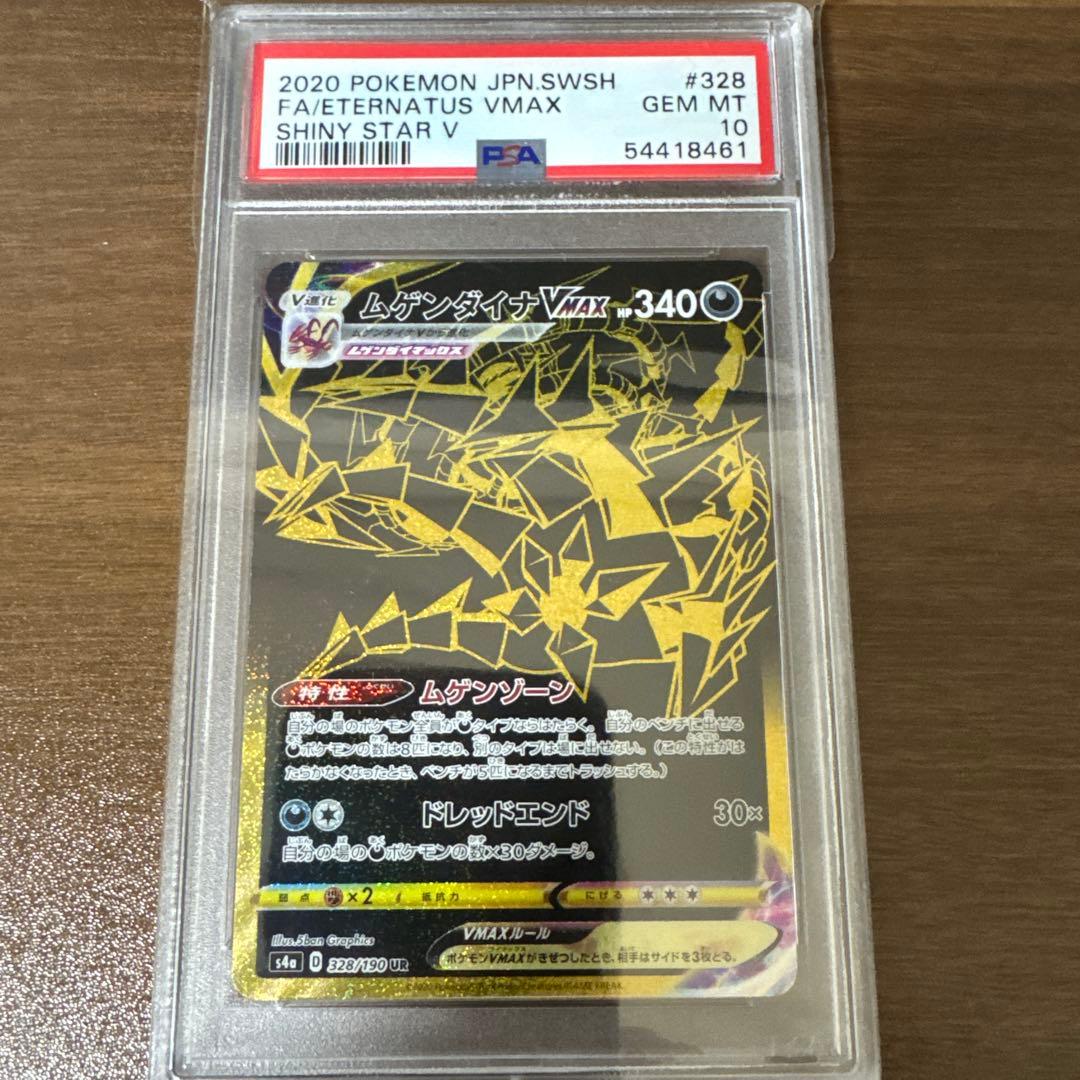 2020 POKEMON JPN.SWSH #328
FA/ETERNATUS VMAX GEM MT
SHINY STAR V 10
PSA 54418461
V進化 ムゲンダイナVMAX HP340
ムゲンダイナVから進化
ムゲンダイマックス
特性 ムゲンゾーン
自分の場のポケモン全員がタイプならはたらく。自分のベンチに出せる
ポケモンの数は8匹になり、別のタイプは場に出せない。(この特性がは
たらかなくなったとき、ベンチが5匹になるまでトラッシュする。)
ドレッドエンド 30×
自分の場のポケモンの数×30ダメージ。
弱点 ×2 抵抗力 にげる
Illus.5ban Graphics
VMAXルール
s4a D 328/190 UR
ポケモンVMAXがきぜつしたとき、相手はサイドを3枚とる。